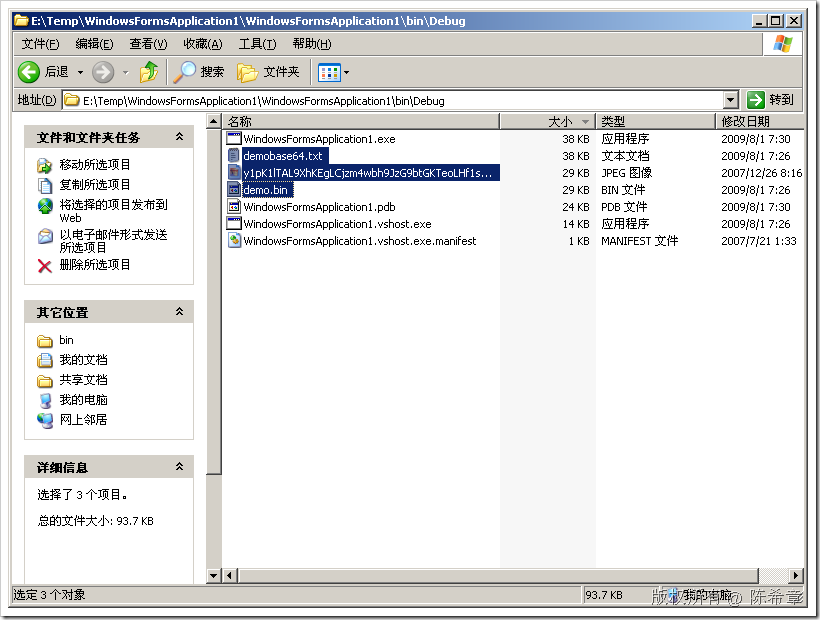 E:\Temp\WindowsFormsApplication1\WindowsFormsApplication1\bin\Debug
文件(F) 编辑(E) 查看(V) 收藏(A) 工具(T) 帮助(H)
后退 搜索 文件夹
地址(D) E:\Temp\WindowsFormsApplication1\WindowsFormsApplication1\bin\Debug 转到
文件和文件夹任务
移动所选项目
复制所选项目
将选择的项目发布到
Web
以电子邮件形式发送
所选项目
删除所选项目
其它位置
bin
我的文档
共享文档
我的电脑
网上邻居
详细信息
选择了 3 个项目。
总的文件大小: 93.7 KB
名称 大小 类型 修改日期
WindowsFormsApplication1.exe 38 KB 应用程序 2009/8/1 7:30
demobase64.txt 38 KB 文本文档 2009/8/1 7:26
y1pK1lTAL9XhKEgLCjzm4wbh9JzG9btGKTeoLHf1s... 29 KB JPEG 图像 2007/12/26 8:16
demo.bin 29 KB BIN 文件 2009/8/1 7:26
WindowsFormsApplication1.pdb 24 KB PDB 文件 2009/8/1 7:30
WindowsFormsApplication1.vshost.exe 14 KB 应用程序 2009/8/1 7:26
WindowsFormsApplication1.vshost.exe.manifest 1 KB MANIFEST 文件 2007/7/21 1:33
选定 3 个对象 93.7 KB 我的电脑
版权所有 @ 陈希章